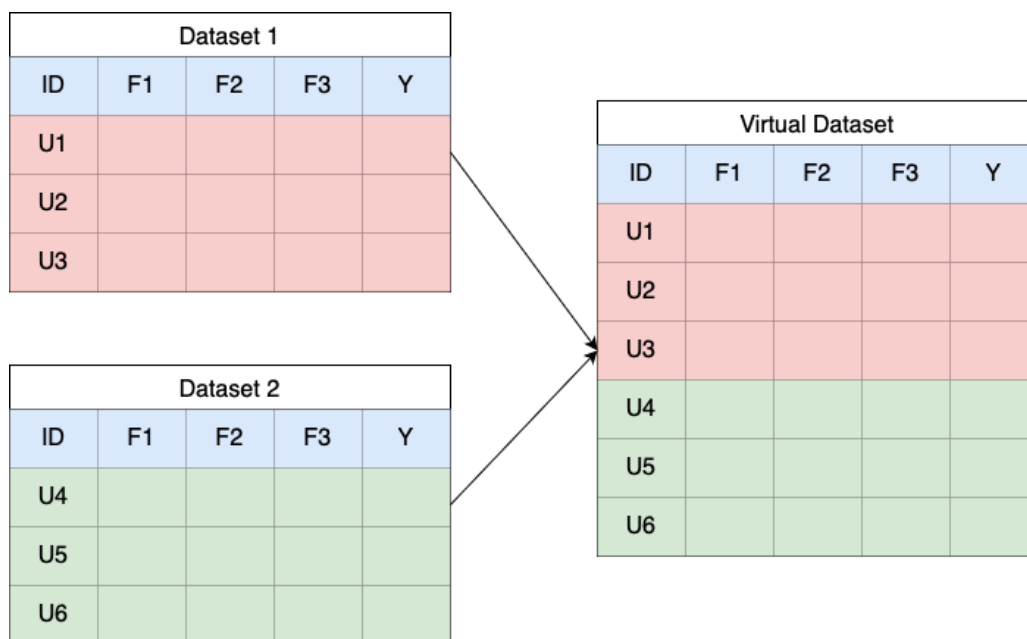 Dataset 1
ID F1 F2 F3 Y
U1
U2
U3
Dataset 2
ID F1 F2 F3 Y
U4
U5
U6
Virtual Dataset
ID F1 F2 F3 Y
U1
U2
U3
U4
U5
U6